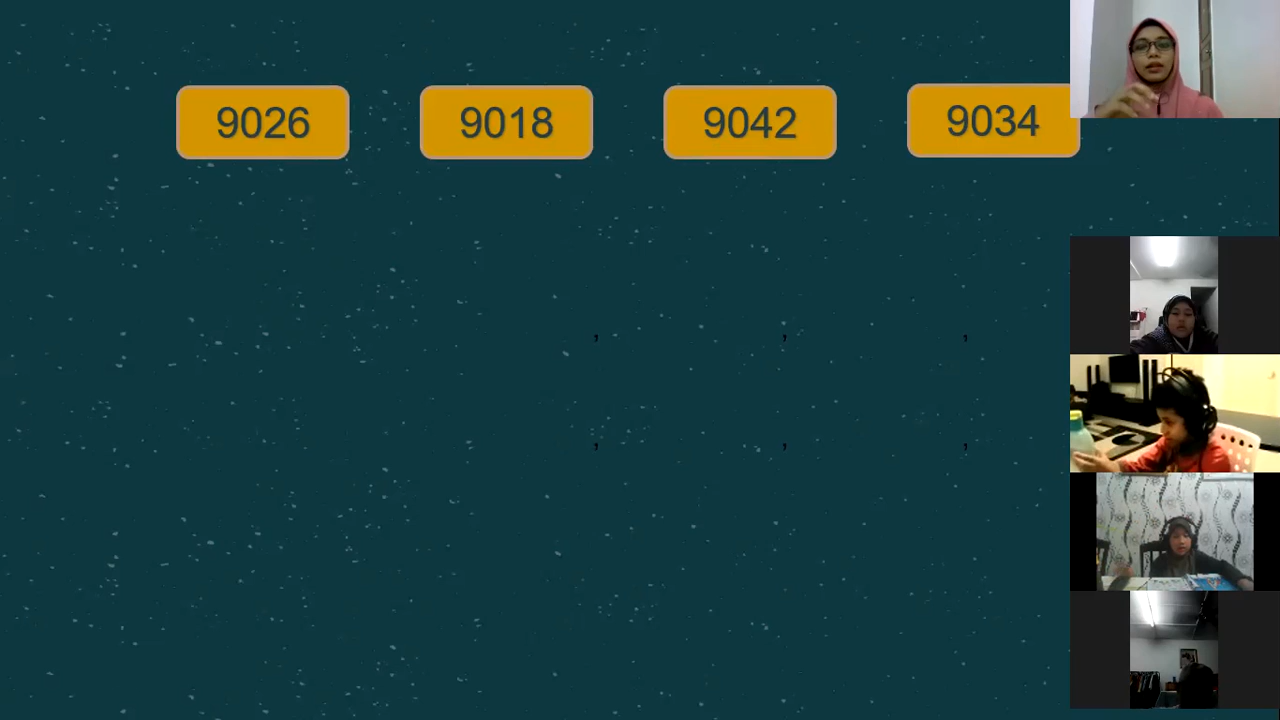 9026 9018 9042 9034
, , ,
, , ,